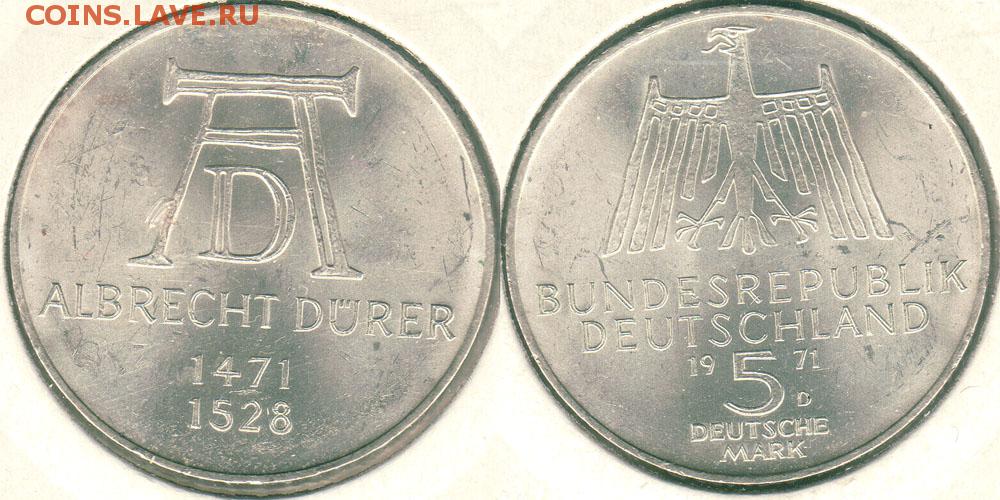 COINS.LAVE.RU
AD
ALBRECHT DÜRER
1471
1528
BUNDESREPUBLIK
DEUTSCHLAND
19 5 71
D
DEUTSCHE
MARK